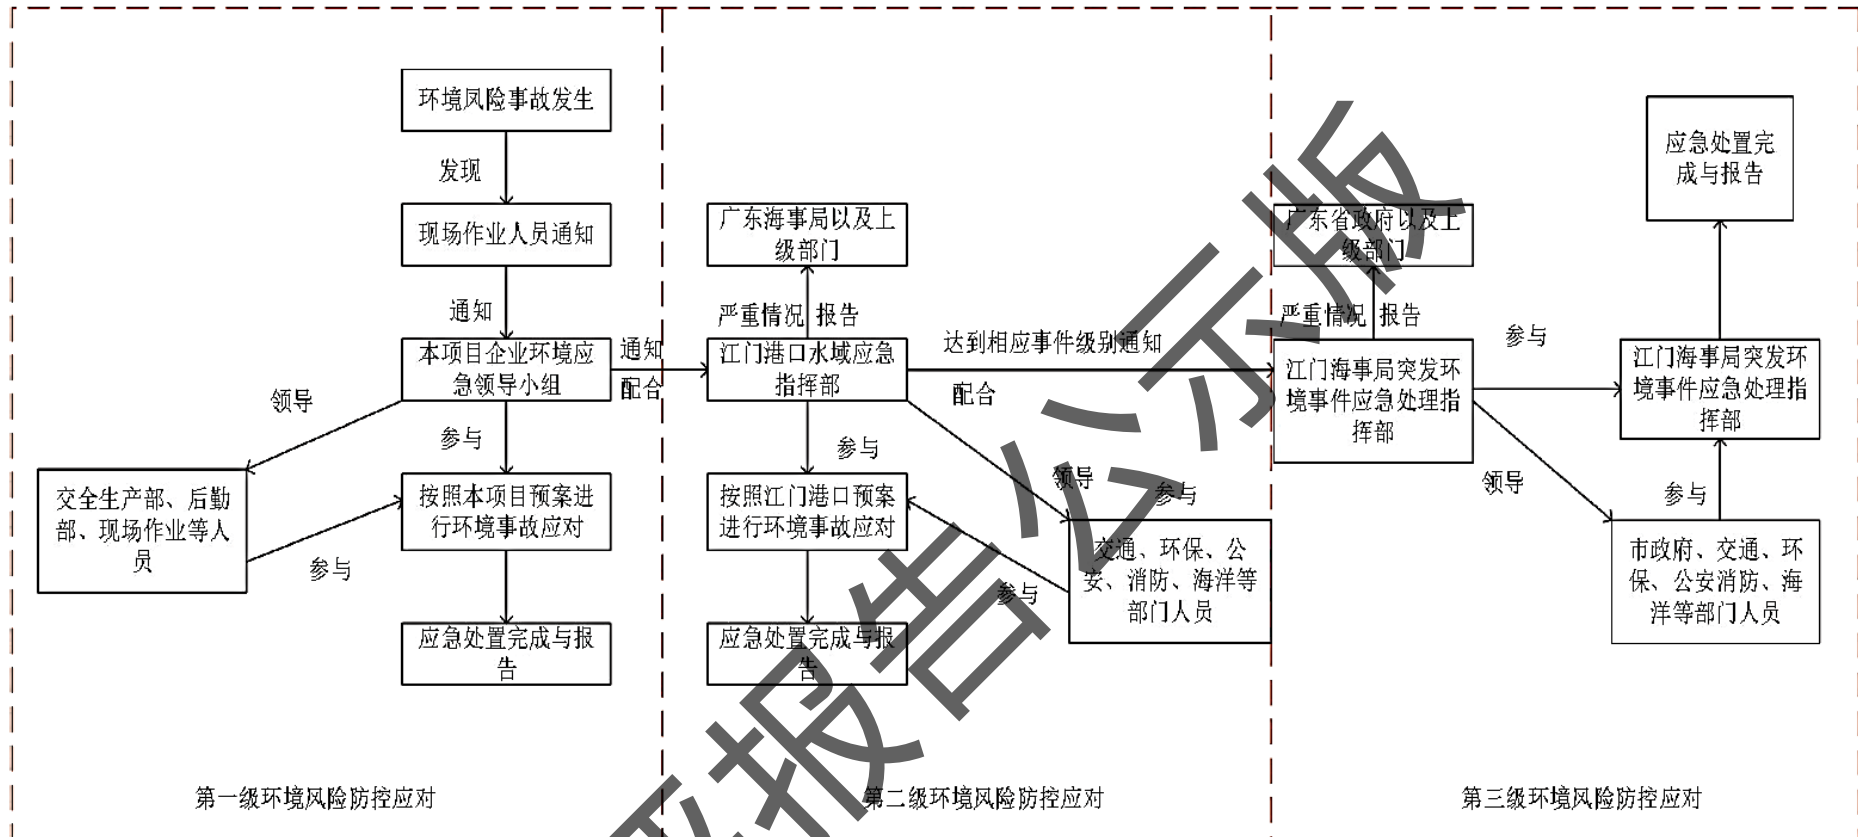 环境风险事故发生
发现
现场作业人员通知
通知
本项目企业环境应
急领导小组
领导
参与
交全生产部、后勤
部、现场作业等人
员
参与
按照本项目预案进
行环境事故应对
应急处置完成与报
告
第一级环境风险防控应对
通知
配合
广东海事局以及上
级部门
严重情况 报告
江门港口水域应急
指挥部
参与
领导
按照江门港口预案
进行环境事故应对
参与
参与
交通、环保、公
安、消防、海洋等
部门人员
应急处置完成与报
告
第二级环境风险防控应对
达到相应事件级别通知
配合
广东省政府以及上
级部门
严重情况 报告
江门海事局突发环
境事件应急处理指
挥部
参与
领导
应急处置完
成与报告
江门海事局突发环
境事件应急处理指
挥部
参与
市政府、交通、环
保、公安消防、海
洋等部门人员
第三级环境风险防控应对
报告公示版